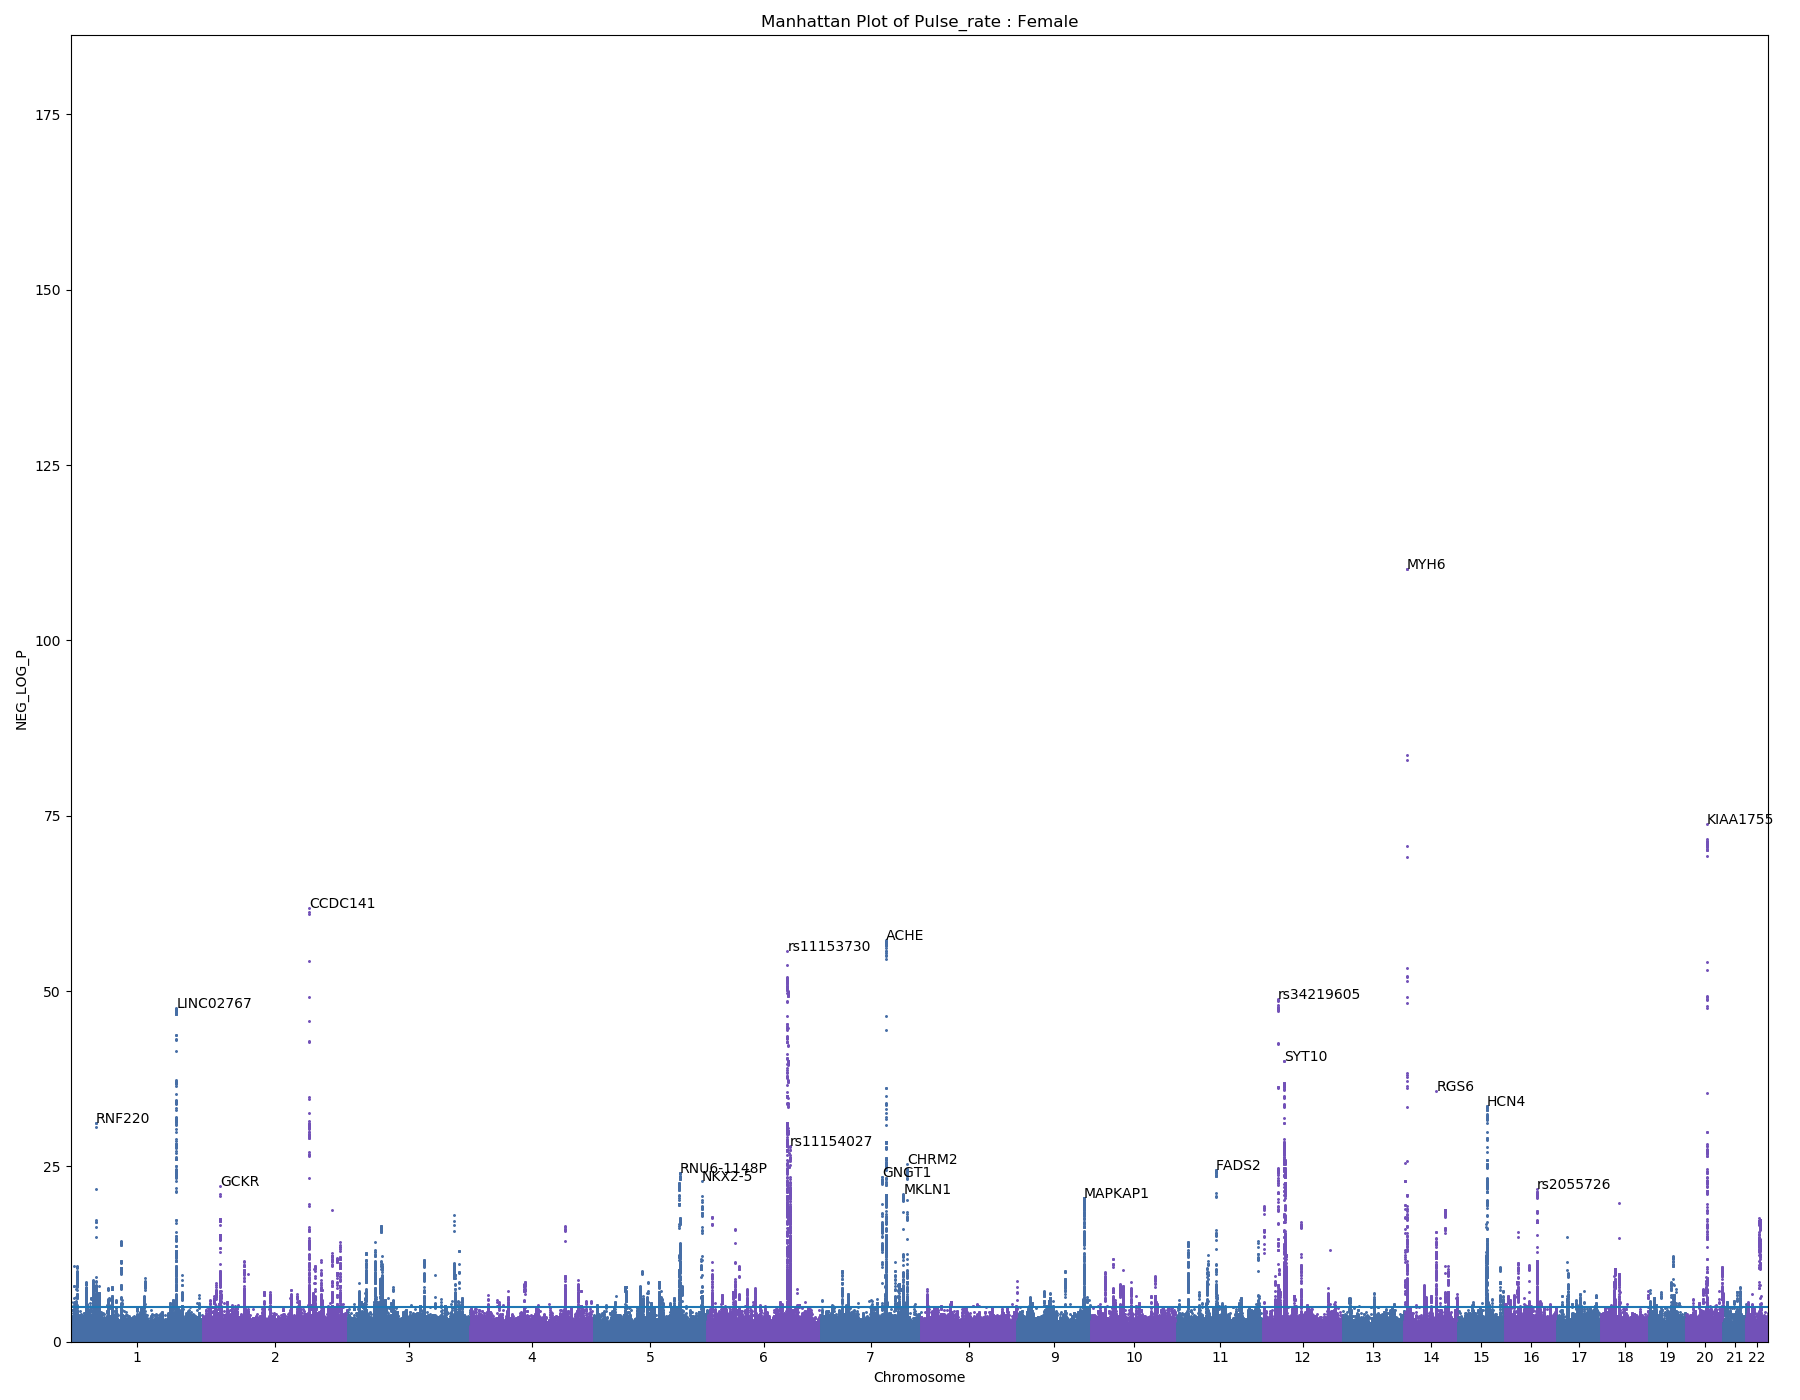 Manhattan Plot of Pulse_rate : Female
175
150
125
MYH6
100
NEG_LOG_P
75
KIAA1755
CCDC141
ACHE
rs11153730
50
rs34219605
LINC02767
SYT10
RGS6
HCN4
RNF220
rs11154027
25
CHRM2
FADS2
RNU6-1148P
GNGT1
NKX2-5
GCKR
rs2055726
MKLN1
MAPKAP1
0
1 2 3 4 5 6 7 8 9 10 11 12 13 14 15 16 17 18 19 20 21 22
Chromosome